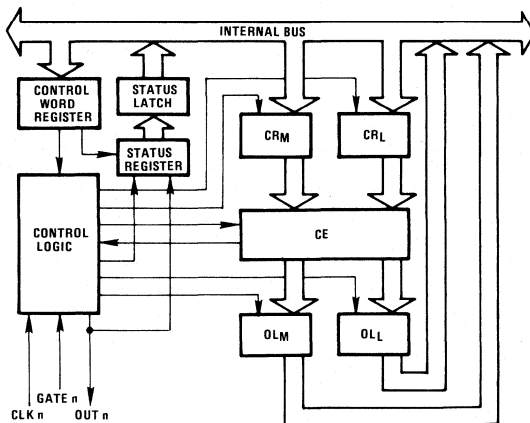 INTERNAL BUS
CONTROL
WORD
REGISTER
STATUS
LATCH
STATUS
REGISTER
CRM
CRL
CONTROL
LOGIC
CE
OLM
OLL
GATE n
CLK n
OUT n